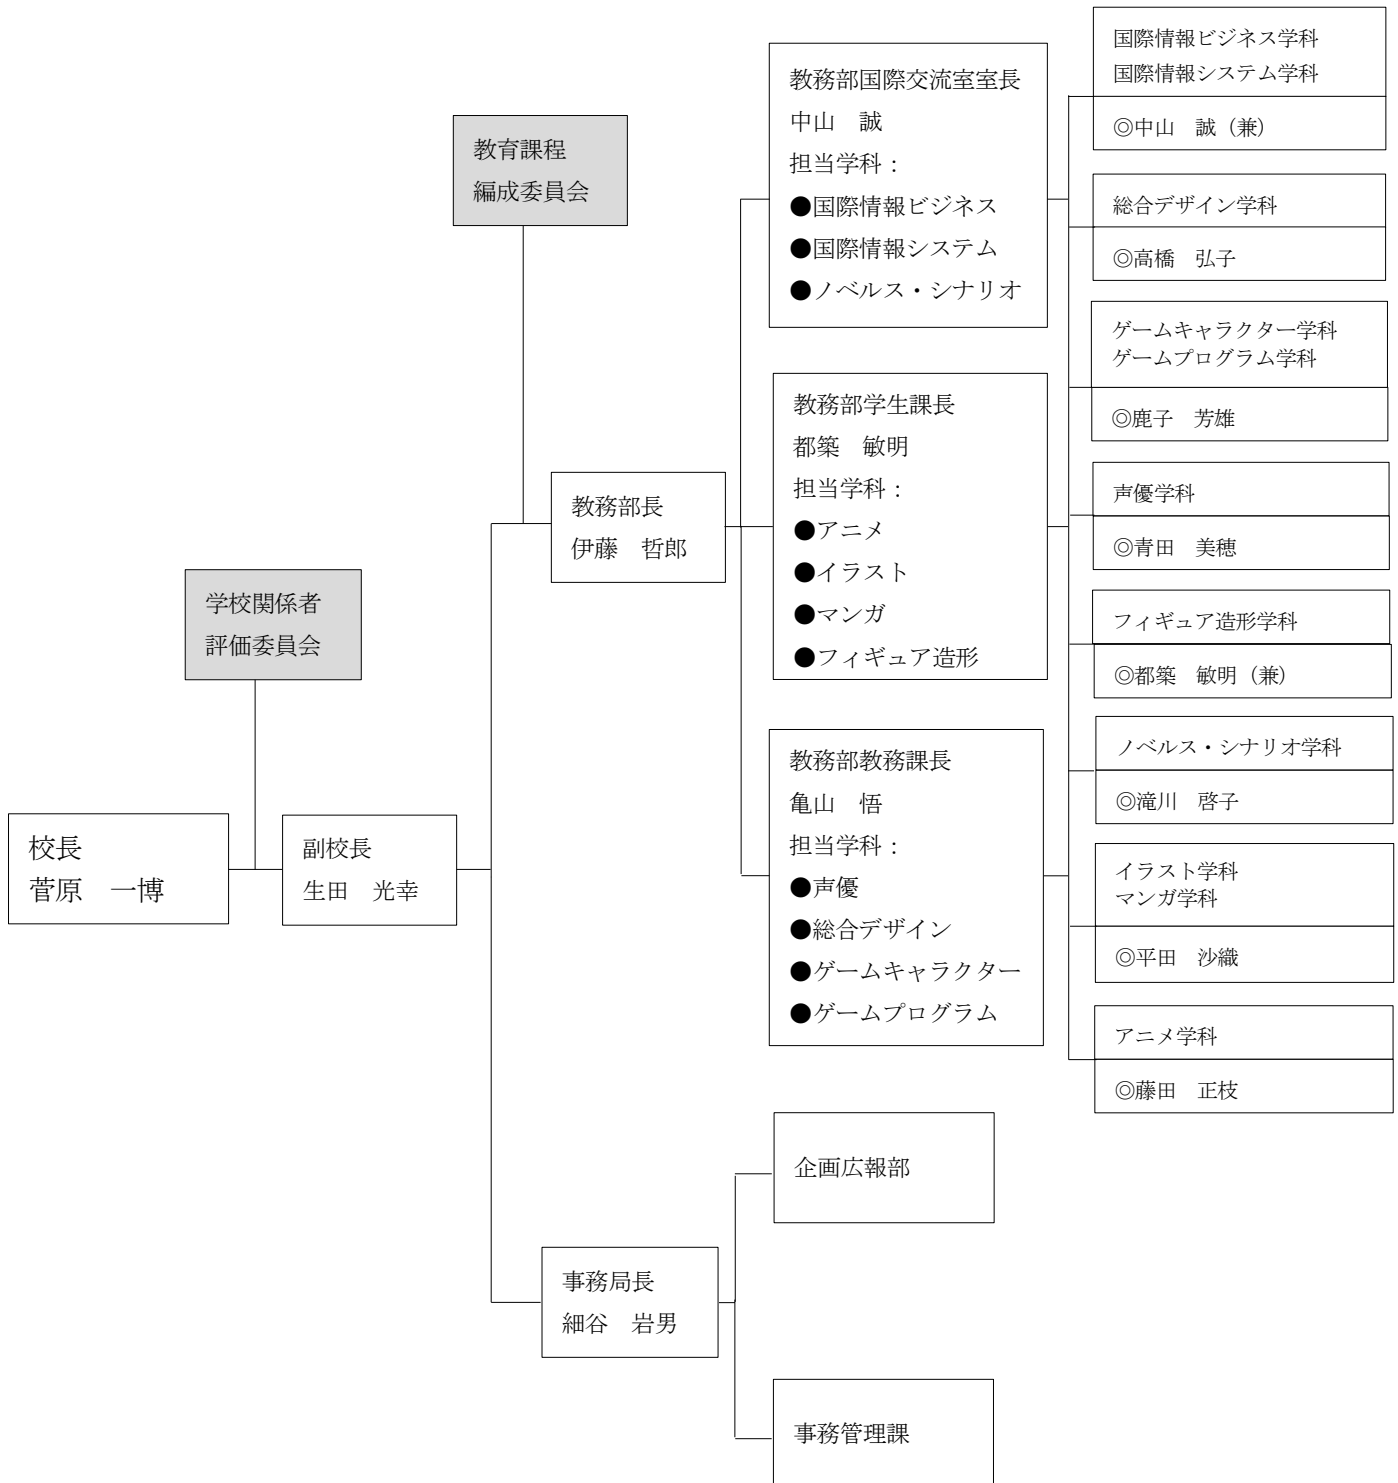 校長
菅原　一博
学校関係者
評価委員会
副校長
生田　光幸
教育課程
編成委員会
教務部長
伊藤　哲郎
事務局長
細谷　岩男
教務部国際交流室室長
中山　誠
担当学科：
●国際情報ビジネス
●国際情報システム
●ノベルス・シナリオ
教務部学生課長
都築　敏明
担当学科：
●アニメ
●イラスト
●マンガ
●フィギュア造形
教務部教務課長
亀山　悟
担当学科：
●声優
●総合デザイン
●ゲームキャラクター
●ゲームプログラム
企画広報部
事務管理課
国際情報ビジネス学科
国際情報システム学科
◎中山　誠（兼）
総合デザイン学科
◎高橋　弘子
ゲームキャラクター学科
ゲームプログラム学科
◎鹿子　芳雄
声優学科
◎青田　美穂
フィギュア造形学科
◎都築　敏明（兼）
ノベルス・シナリオ学科
◎滝川　啓子
イラスト学科
マンガ学科
◎平田　沙織
アニメ学科
◎藤田　正枝